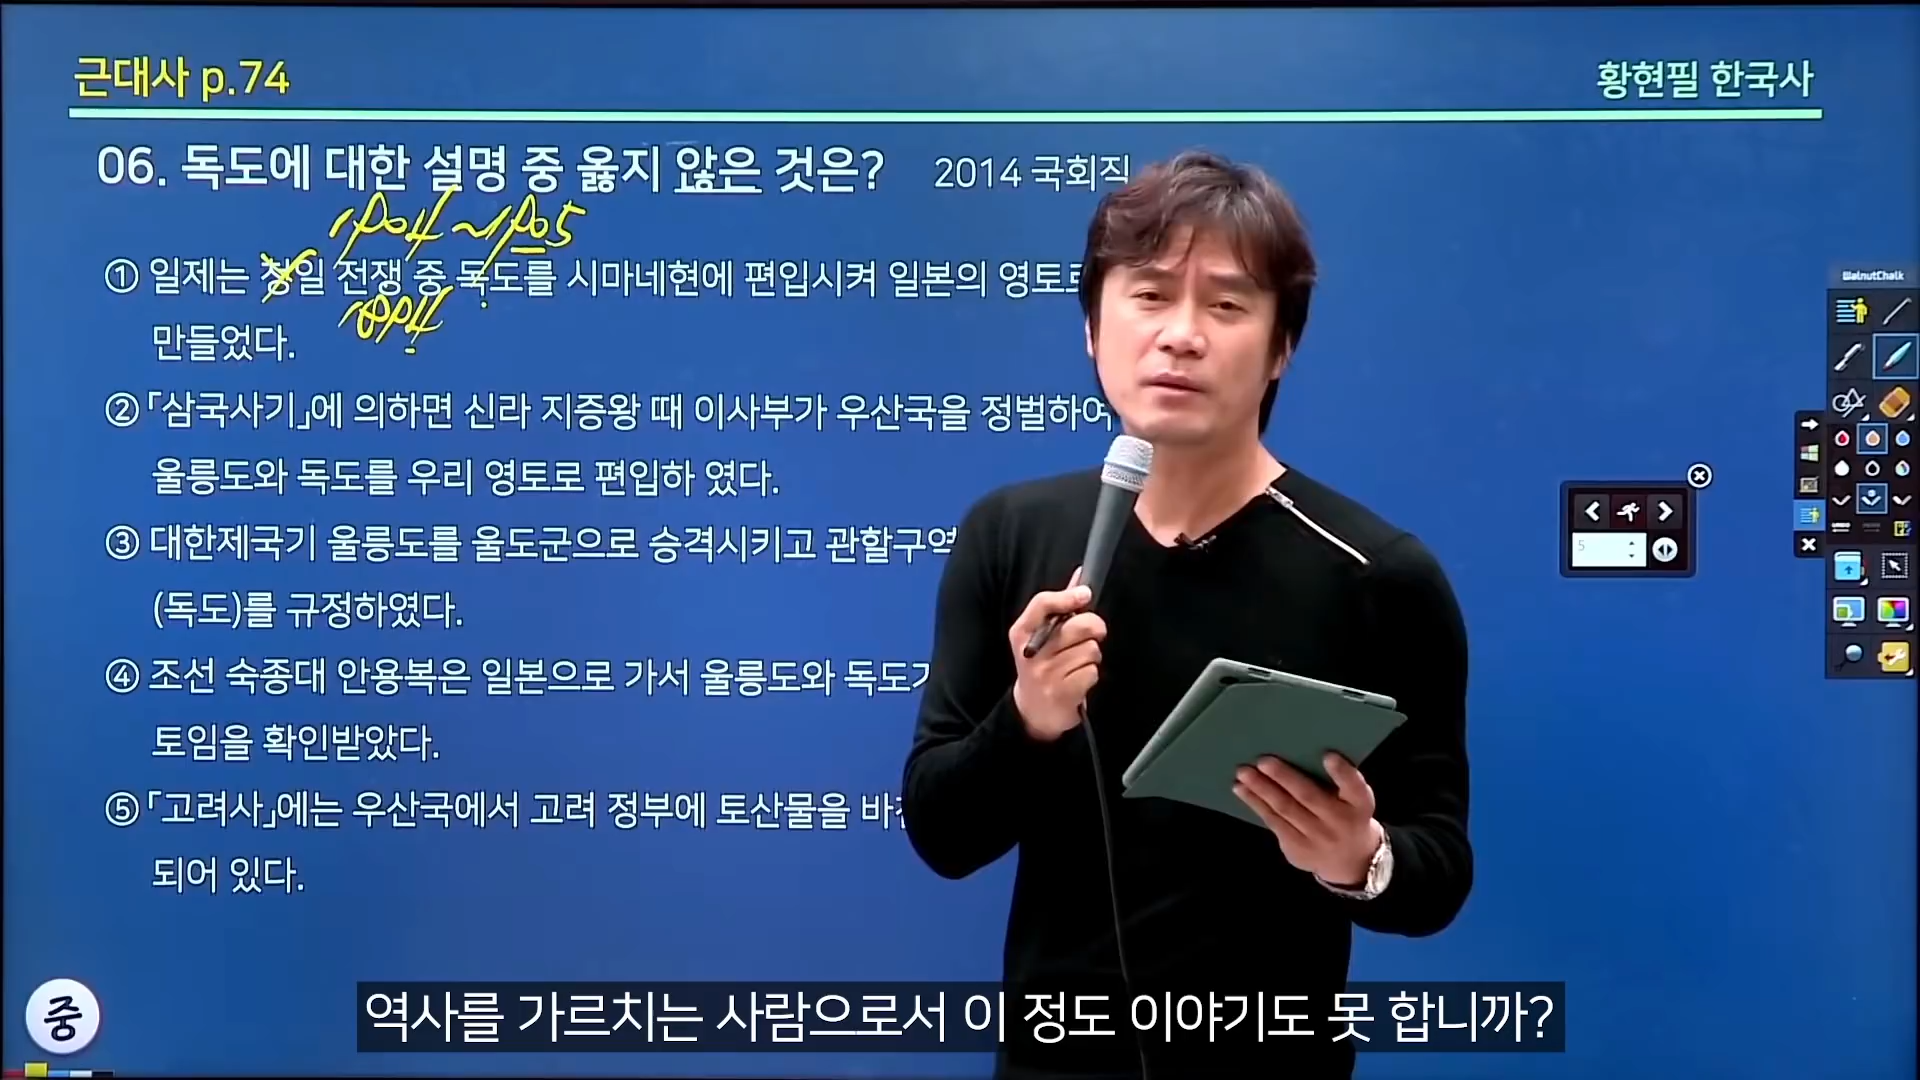 근대사 p.74
황현필 한국사
06. 독도에 대한 설명 중 옳지 않은 것은? 2014 국회직
1904~1905
① 일제는 청일 전쟁 중 독도를 시마네현에 편입시켜 일본의 영토로
1894
만들었다.
②「삼국사기」에 의하면 신라 지증왕 때 이사부가 우산국을 정벌하여
울릉도와 독도를 우리 영토로 편입하 였다.
③ 대한제국기 울릉도를 울도군으로 승격시키고 관할구역
(독도)를 규정하였다.
④ 조선 숙종대 안용복은 일본으로 가서 울릉도와 독도가
토임을 확인받았다.
⑤「고려사」에는 우산국에서 고려 정부에 토산물을
되어 있다.
WalnutChalk
5
중
역사를 가르치는 사람으로서 이 정도 이야기도 못 합니까?